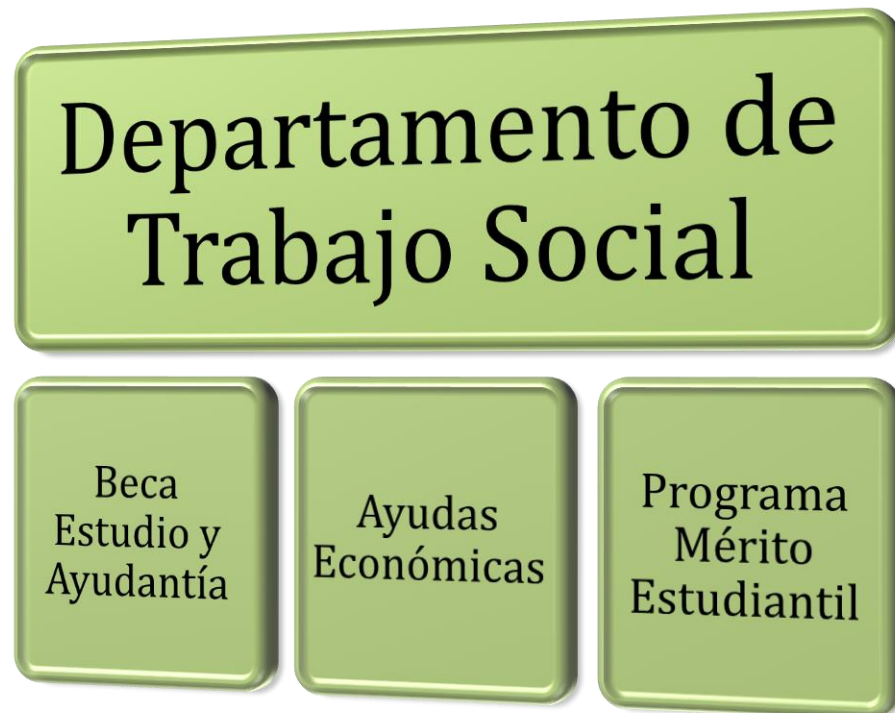 Departamento de
Trabajo Social
Beca
Estudio y
Ayudantía
Ayudas
Económicas
Programa
Mérito
Estudiantil